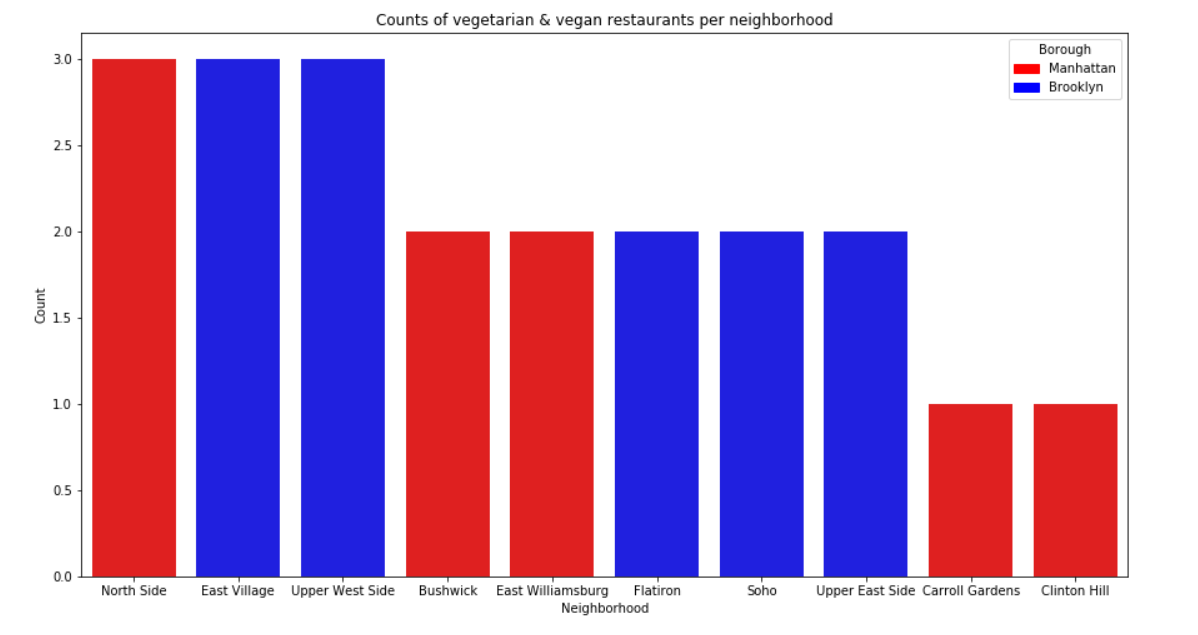 Counts of vegetarian & vegan restaurants per neighborhood
Borough
Manhattan
Brooklyn
Count
3.0
2.5
2.0
1.5
1.0
0.5
0.0
North Side East Village Upper West Side Bushwick East Williamsburg Flatiron Soho Upper East Side Carroll Gardens Clinton Hill
Neighborhood